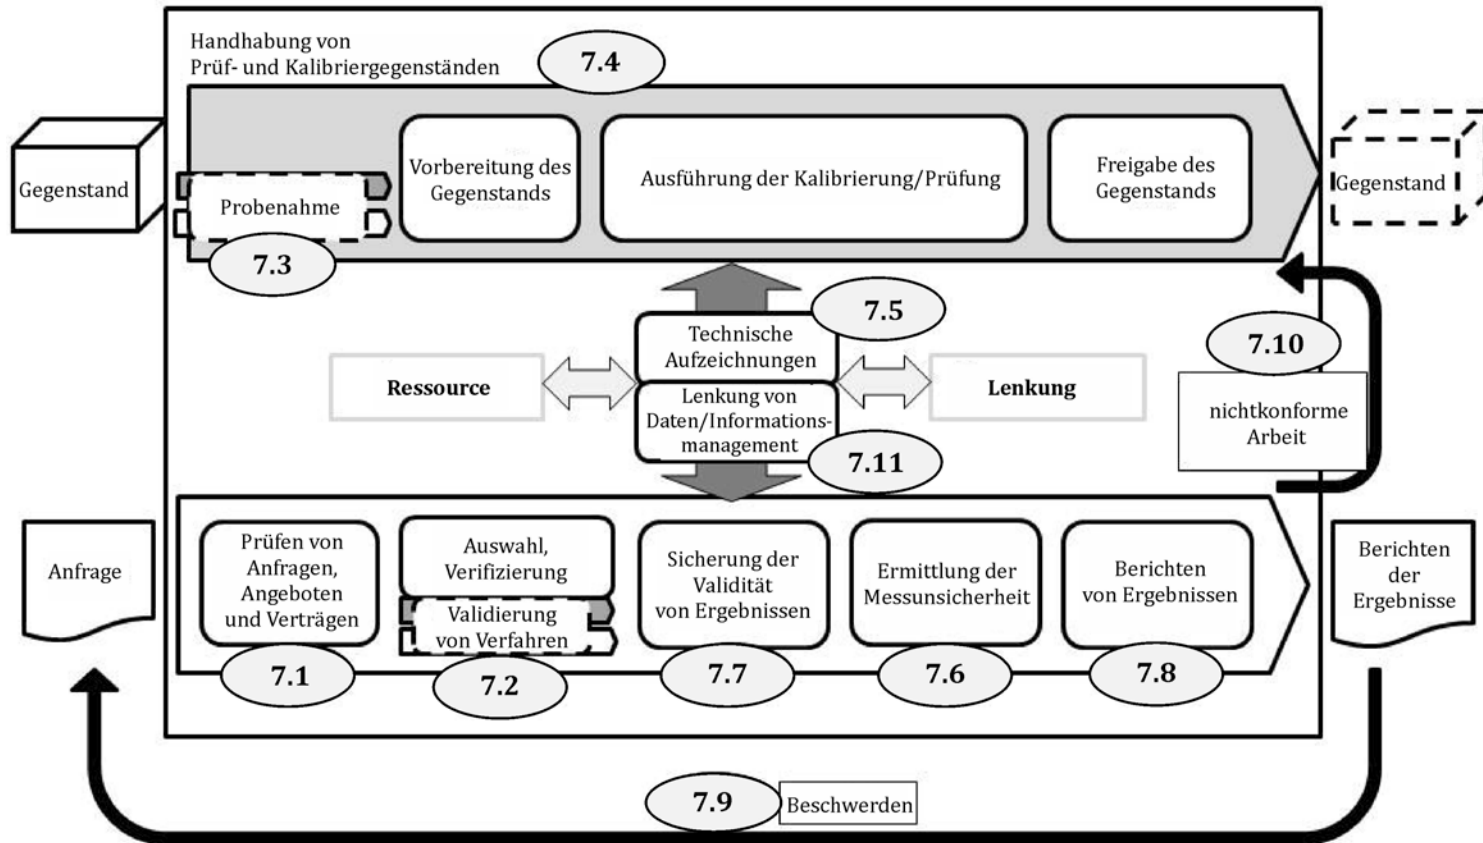 Handhabung von
Prüf- und Kalibriergegenständen
7.4
Gegenstand
Probenahme
7.3
Vorbereitung des
Gegenstands
Ausführung der Kalibrierung/Prüfung
Freigabe des
Gegenstands
Gegenstand
Technische
Aufzeichnungen
7.5
Ressource
Lenkung von
Daten/Informations-
management
7.11
Lenkung
7.10
nichtkonforme
Arbeit
Anfrage
Prüfen von
Anfragen,
Angeboten
und Verträgen
7.1
Auswahl,
Verifizierung
Validierung
von Verfahren
7.2
Sicherung der
Validität
von Ergebnissen
7.7
Ermittlung der
Messunsicherheit
7.6
Berichten
von Ergebnissen
7.8
Berichten
der
Ergebnisse
7.9
Beschwerden